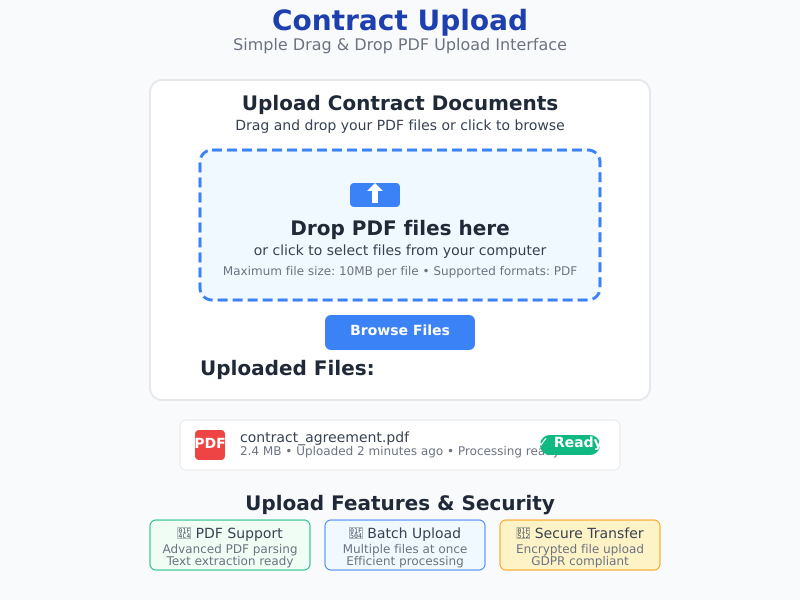 Contract Upload
Simple Drag & Drop PDF Upload Interface
Upload Contract Documents
Drag and drop your PDF files or click to browse
Drop PDF files here
or click to select files from your computer
Maximum file size: 10MB per file • Supported formats: PDF
Browse Files
Uploaded Files:
PDF
contract_agreement.pdf
2.4 MB • Uploaded 2 minutes ago • Processing
✓ Ready
Upload Features & Security
PDF Support
Advanced PDF parsing
Text extraction ready
Batch Upload
Multiple files at once
Efficient processing
Secure Transfer
Encrypted file upload
GDPR compliant